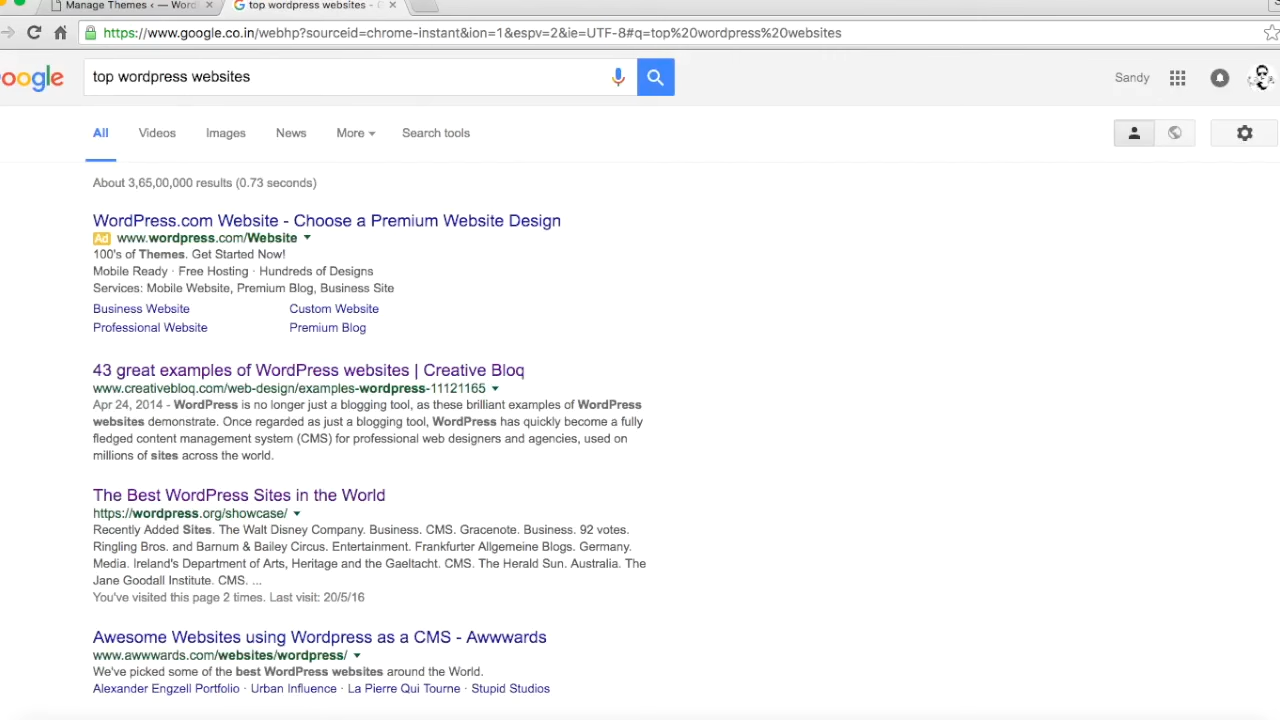 Manage Themes ‹ — Word
top wordpress websites - G
https://www.google.co.in/webhp?sourceid=chrome-instant&ion=1&espv=2&ie=UTF-8#q=top%20wordpress%20websites
oogle
top wordpress websites
Sandy
All Videos Images News More Search tools
About 3,65,00,000 results (0.73 seconds)
WordPress.com Website - Choose a Premium Website Design
Ad www.wordpress.com/Website
100's of Themes. Get Started Now!
Mobile Ready · Free Hosting · Hundreds of Designs
Services: Mobile Website, Premium Blog, Business Site
Business Website Custom Website
Professional Website Premium Blog
43 great examples of WordPress websites | Creative Bloq
www.creativebloq.com/web-design/examples-wordpress-11121165
Apr 24, 2014 - WordPress is no longer just a blogging tool, as these brilliant examples of WordPress
websites demonstrate. Once regarded as just a blogging tool, WordPress has quickly become a fully
fledged content management system (CMS) for professional web designers and agencies, used on
millions of sites across the world.
The Best WordPress Sites in the World
https://wordpress.org/showcase/
Recently Added Sites. The Walt Disney Company. Business. CMS. Gracenote. Business. 92 votes.
Ringling Bros. and Barnum & Bailey Circus. Entertainment. Frankfurter Allgemeine Blogs. Germany.
Media. Ireland's Department of Arts, Heritage and the Gaeltacht. CMS. The Herald Sun. Australia. The
Jane Goodall Institute. CMS. ...
You've visited this page 2 times. Last visit: 20/5/16
Awesome Websites using Wordpress as a CMS - Awwwards
www.awwwards.com/websites/wordpress/
We've picked some of the best WordPress websites around the World.
Alexander Engzell Portfolio · Urban Influence · La Pierre Qui Tourne · Stupid Studios